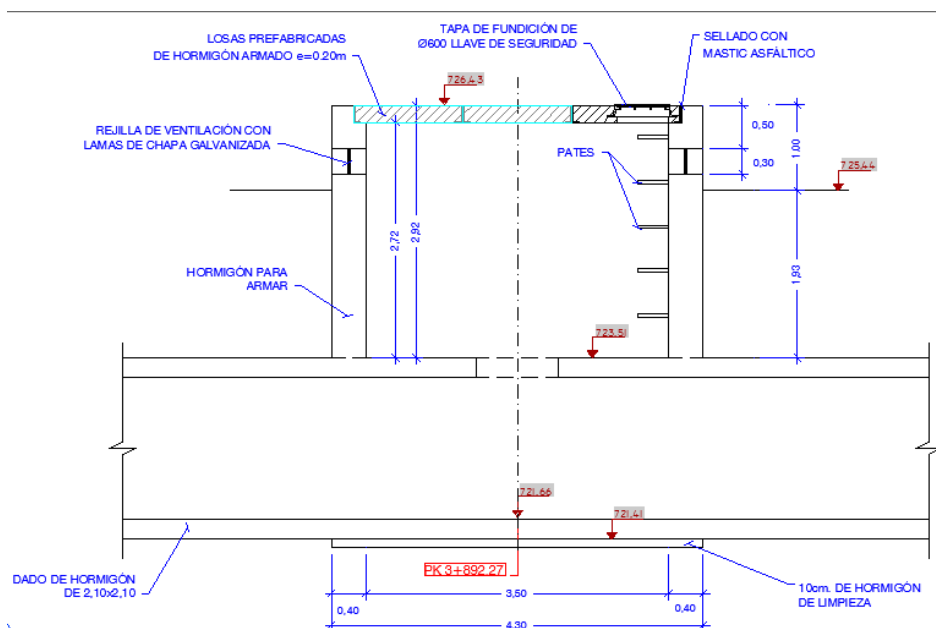 LOSAS PREFABRICADAS
DE HORMIGÓN ARMADO e=0.20m
TAPA DE FUNDICIÓN DE
Ø600 LLAVE DE SEGURIDAD
SELLADO CON
MASTIC ASFÁLTICO
726,43
REJILLA DE VENTILACIÓN CON
LAMAS DE CHAPA GALVANIZADA
PATES
0,50
0,30
1,00
725,44
2,72
2,92
1,93
HORMIGÓN PARA
ARMAR
723,51
721,66
721,41
DADO DE HORMIGÓN
DE 2,10x2,10
PK 3+892.27
10cm. DE HORMIGÓN
DE LIMPIEZA
0,40
3,50
0,40
4,30